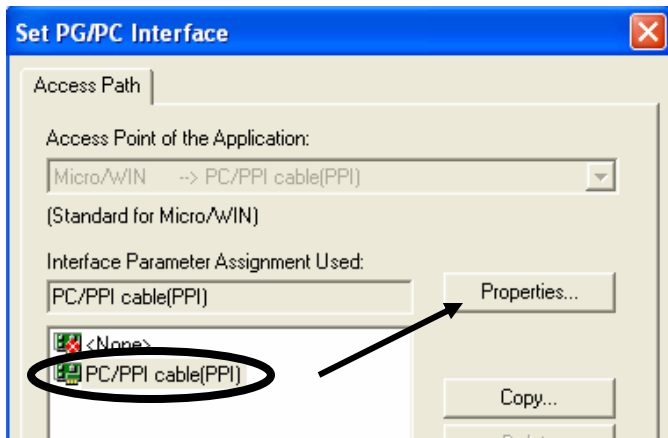 Set PG/PC Interface
Access Path
Access Point of the Application:
Micro/WIN --> PC/PPI cable(PPI)
(Standard for Micro/WIN)
Interface Parameter Assignment Used:
PC/PPI cable(PPI)
Properties...
<None>
PC/PPI cable(PPI)
Copy...